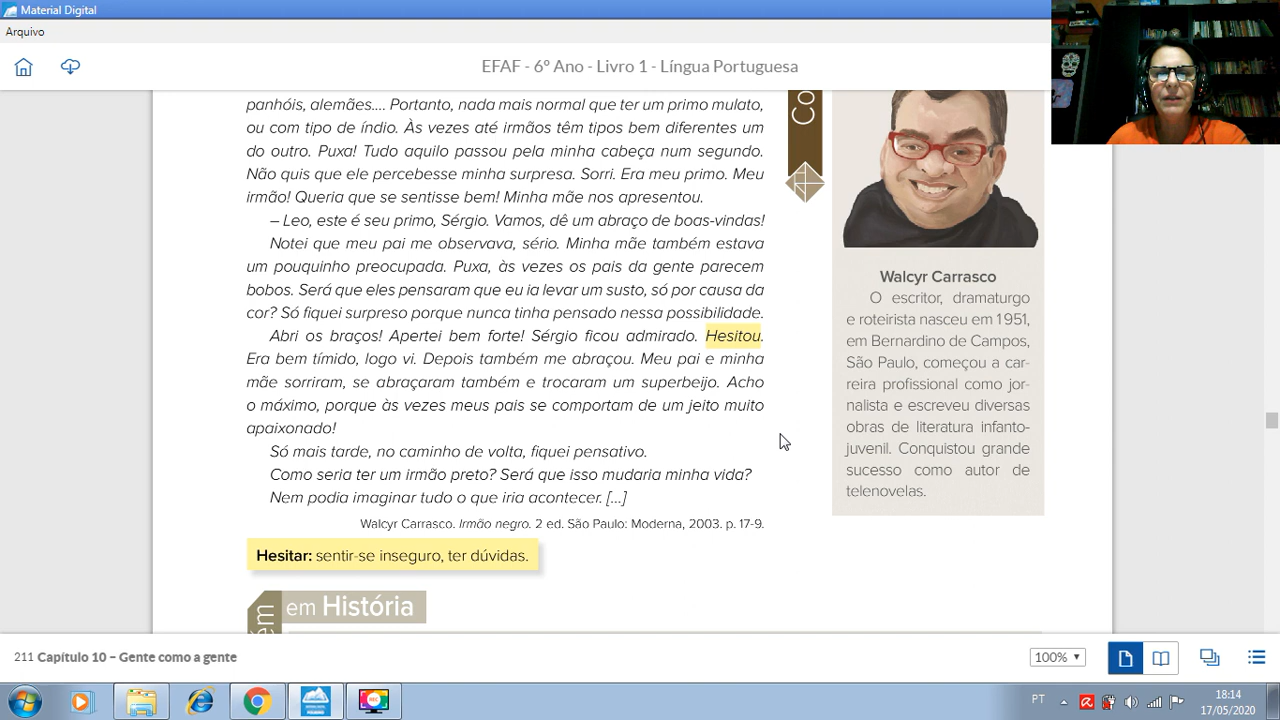 Material Digital
Arquivo
EFAF - 6º Ano - Livro 1 - Língua Portuguesa
panhóis, alemães.... Portanto, nada mais normal que ter um primo mulato,
ou com tipo de índio. Às vezes até irmãos têm tipos bem diferentes um
do outro. Puxa! Tudo aquilo passou pela minha cabeça num segundo.
Não quis que ele percebesse minha surpresa. Sorri. Era meu primo. Meu
irmão! Queria que se sentisse bem! Minha mãe nos apresentou.
– Leo, este é seu primo, Sérgio. Vamos, dê um abraço de boas-vindas!
Notei que meu pai me observava, sério. Minha mãe também estava
um pouquinho preocupada. Puxa, às vezes os pais da gente parecem
bobos. Será que eles pensaram que eu ia levar um susto, só por causa da
cor? Só fiquei surpreso porque nunca tinha pensado nessa possibilidade.
Abri os braços! Apertei bem forte! Sérgio ficou admirado. Hesitou.
Era bem tímido, logo vi. Depois também me abraçou. Meu pai e minha
mãe sorriram, se abraçaram também e trocaram um superbeijo. Acho
o máximo, porque às vezes meus pais se comportam de um jeito muito
apaixonado!
Só mais tarde, no caminho de volta, fiquei pensativo.
Como seria ter um irmão preto? Será que isso mudaria minha vida?
Nem podia imaginar tudo o que iria acontecer. [...]
Walcyr Carrasco. Irmão negro. 2 ed. São Paulo: Moderna, 2003. p. 17-9.
Hesitar: sentir-se inseguro, ter dúvidas.
em História
Co
Walcyr Carrasco
O escritor, dramaturgo
e roteirista nasceu em 1951,
em Bernardino de Campos,
São Paulo, começou a car-
reira profissional como jor-
nalista e escreveu diversas
obras de literatura infanto-
juvenil. Conquistou grande
sucesso como autor de
telenovelas.
211 Capítulo 10 – Gente como a gente
100%
PT
18:14
17/05/2020